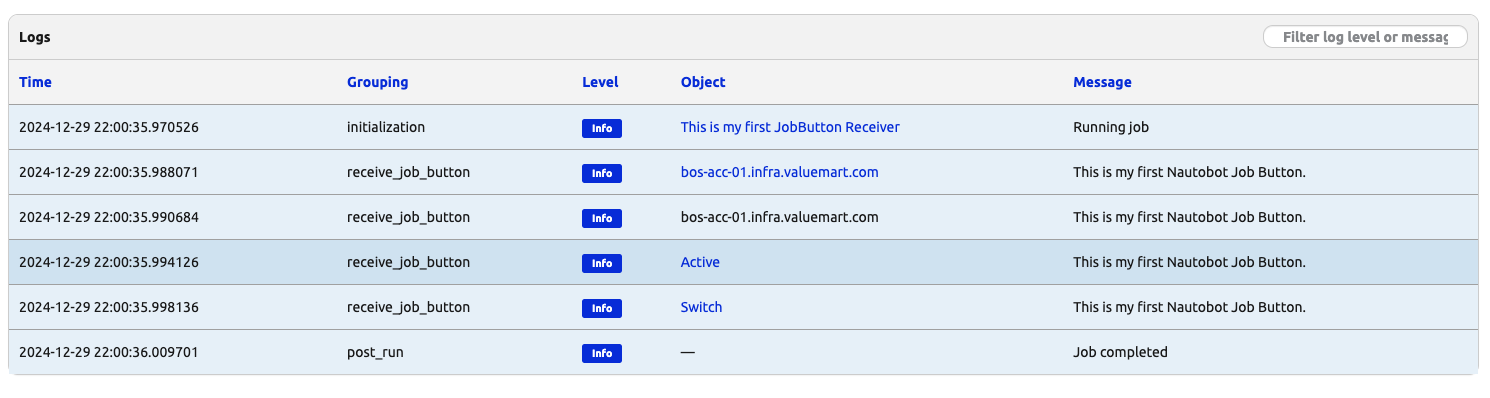 Logs
Filter log level or messag
Time Grouping Level Object Message
2024-12-29 22:00:35.970526 initialization Info This is my first JobButton Receiver Running job
2024-12-29 22:00:35.988071 receive_job_button Info bos-acc-01.infra.valuemart.com This is my first Nautobot Job Button.
2024-12-29 22:00:35.990684 receive_job_button Info bos-acc-01.infra.valuemart.com This is my first Nautobot Job Button.
2024-12-29 22:00:35.994126 receive_job_button Info Active This is my first Nautobot Job Button.
2024-12-29 22:00:35.998136 receive_job_button Info Switch This is my first Nautobot Job Button.
2024-12-29 22:00:36.009701 post_run Info — Job completed